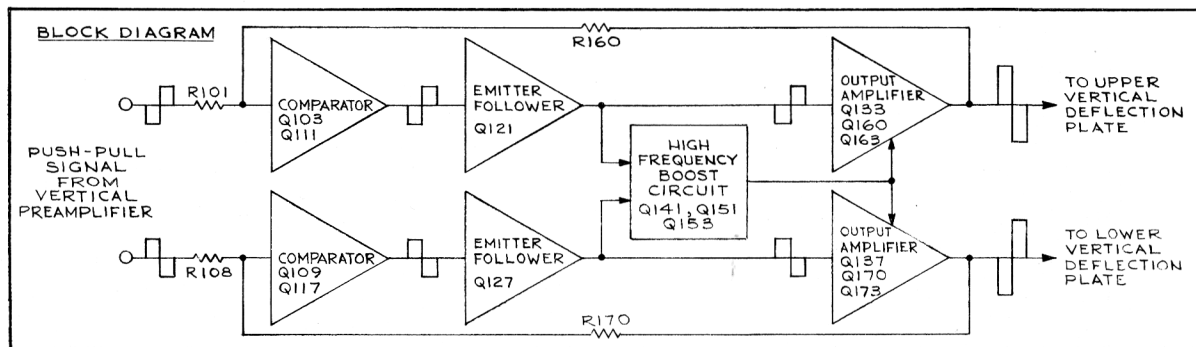 BLOCK DIAGRAM
R160
R101
COMPARATOR
Q103
Q111
EMITTER
FOLLOWER
Q121
OUTPUT
AMPLIFIER
Q133
Q160
Q163
TO UPPER
VERTICAL
DEFLECTION
PLATE
PUSH-PULL
SIGNAL
FROM
VERTICAL
PREAMPLIFIER
HIGH
FREQUENCY
BOOST
CIRCUIT
Q141, Q151
Q153
R108
COMPARATOR
Q109
Q117
EMITTER
FOLLOWER
Q127
OUTPUT
AMPLIFIER
Q137
Q170
Q173
TO LOWER
VERTICAL
DEFLECTION
PLATE
R170